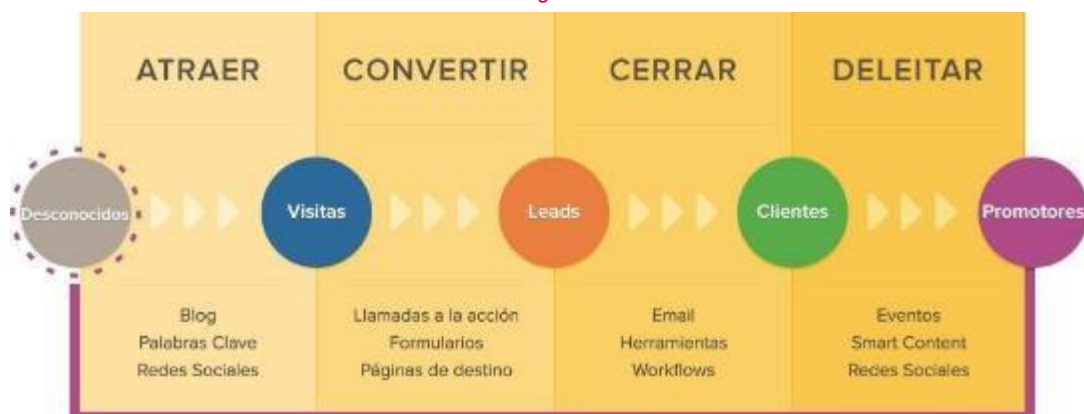 ATRAER
CONVERTIR
CERRAR
DELEITAR
Desconocidos
Visitas
Leads
Clientes
Promotores
Blog
Palabras Clave
Redes Sociales
Llamadas a la acción
Formularios
Páginas de destino
Email
Herramientas
Workflows
Eventos
Smart Content
Redes Sociales